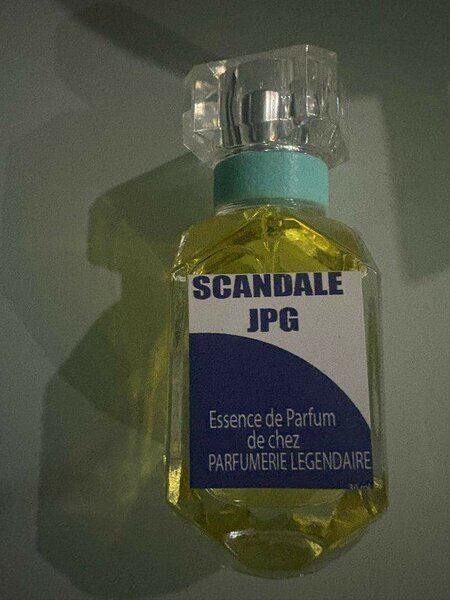 SCANDALE
JPG
Essence de Parfum
de chez
PARFUMERIE LEGENDAIRE